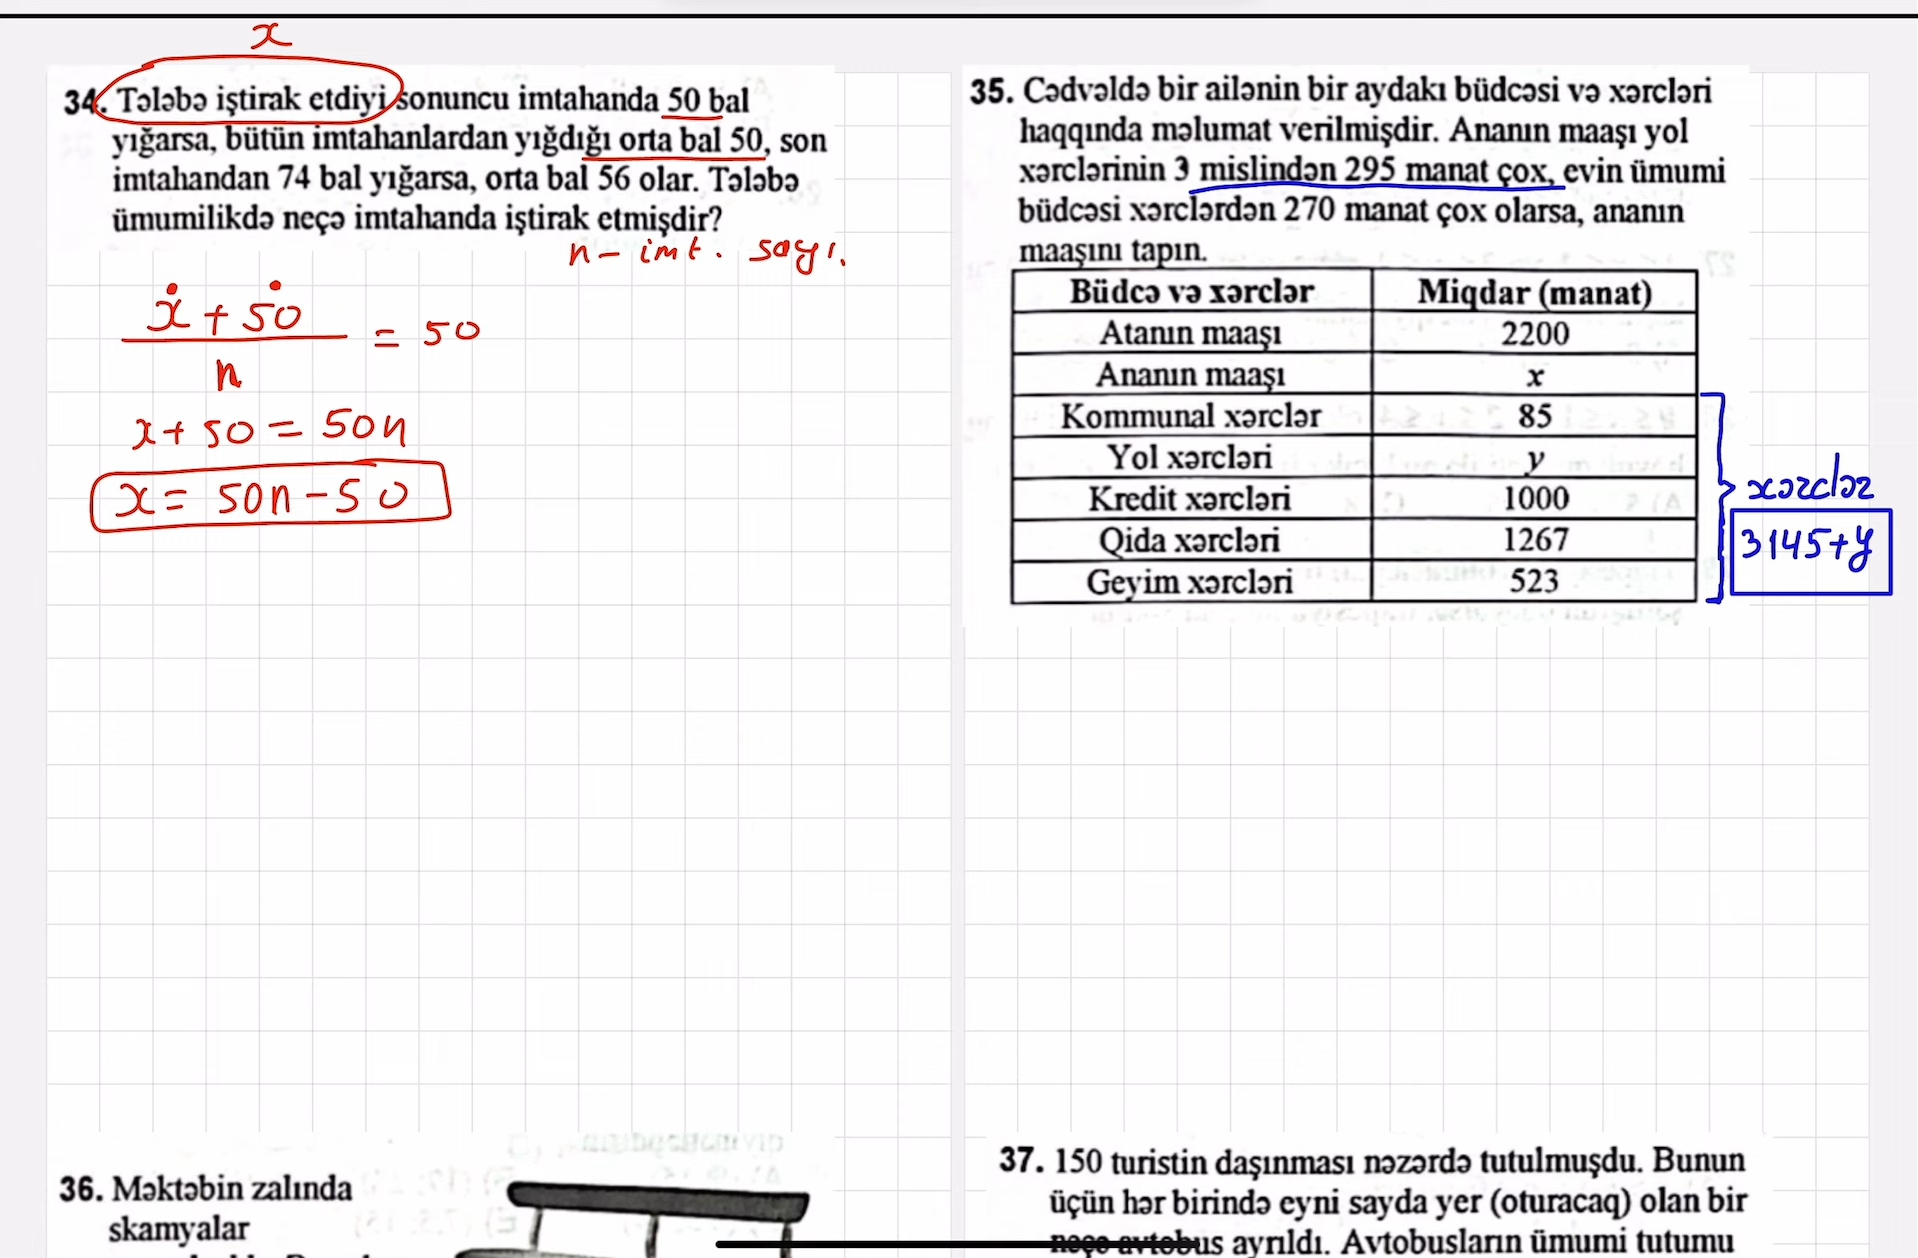 x
34. Tələbə iştirak etdiyi sonuncu imtahanda 50 bal
yığarsa, bütün imtahanlardan yığdığı orta bal 50, son
imtahandan 74 bal yığarsa, orta bal 56 olar. Tələbə
ümumilikdə neçə imtahanda iştirak etmişdir?
n – imt. sayı.
x + 50
= 50
n
x + 50 = 50n
x = 50n – 50
35. Cədvəldə bir ailənin bir aydakı büdcəsi və xərcləri
haqqında məlumat verilmişdir. Ananın maaşı yol
xərclərinin 3 mislindən 295 manat çox, evin ümumi
büdcəsi xərclərdən 270 manat çox olarsa, ananın
maaşını tapın.
Büdcə və xərclər Miqdar (manat)
Atanın maaşı 2200
Ananın maaşı x
Kommunal xərclər 85
Yol xərcləri y
Kredit xərcləri 1000
Qida xərcləri 1267
Geyim xərcləri 523
xərclər
3145+y
36. Məktəbin zalında
skamyalar
37. 150 turistin daşınması nəzərdə tutulmuşdu. Bunun
üçün hər birində eyni sayda yer (oturacaq) olan bir
neçə avtobus ayrıldı. Avtobusların ümumi tutumu